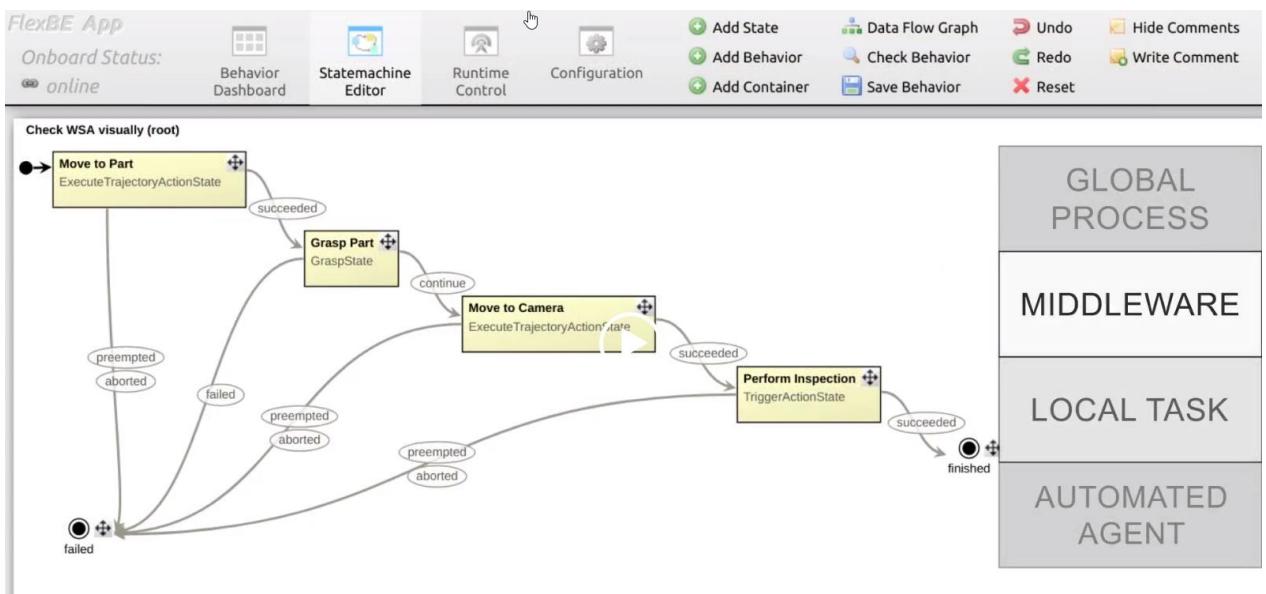 FlexBE App
Onboard Status:
online
Behavior
Dashboard
Statemachine
Editor
Runtime
Control
Configuration
Add State
Add Behavior
Add Container
Data Flow Graph
Check Behavior
Save Behavior
Undo
Redo
Reset
Hide Comments
Write Comment
Check WSA visually (root)
Move to Part
ExecuteTrajectoryActionState
succeeded
Grasp Part
GraspState
continue
Move to Camera
ExecuteTrajectoryActionState
succeeded
Perform Inspection
TriggerActionState
succeeded
finished
preempted
aborted
failed
preempted
aborted
preempted
aborted
failed
GLOBAL
PROCESS
MIDDLEWARE
LOCAL TASK
AUTOMATED
AGENT